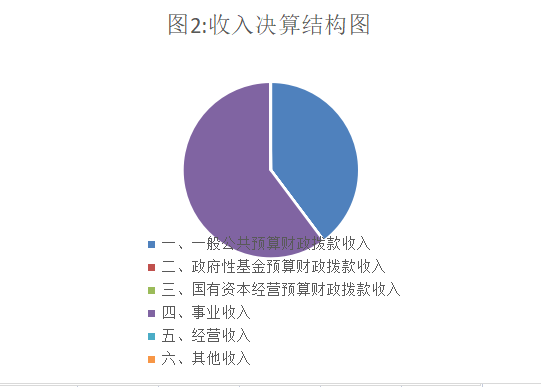 图2:收入决算结构图
一、一般公共预算财政拨款收入
二、政府性基金预算财政拨款收入
三、国有资本经营预算财政拨款收入
四、事业收入
五、经营收入
六、其他收入